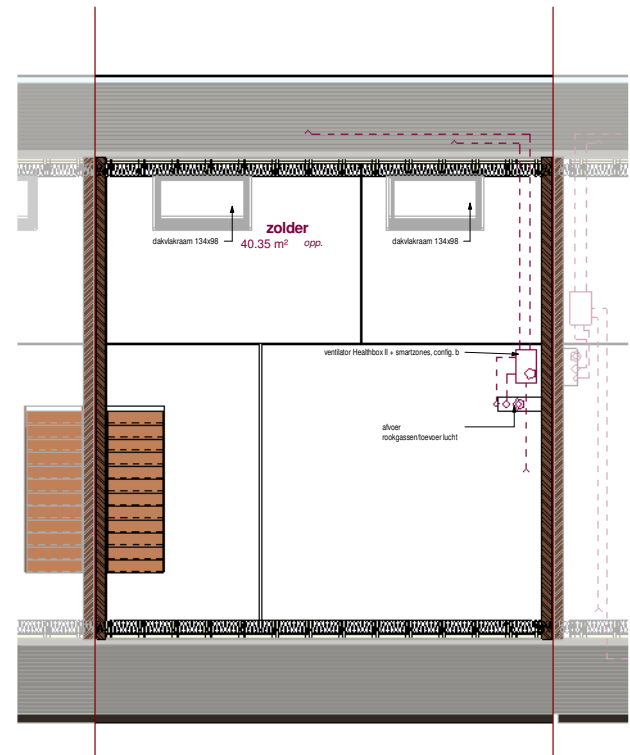 zolder
40.35 m² opp.
dakvlakraam 134x98
dakvlakraam 134x98
ventilator Healthbox II + smartzones, config. b
afvoer
rookgassen/toevoer lucht